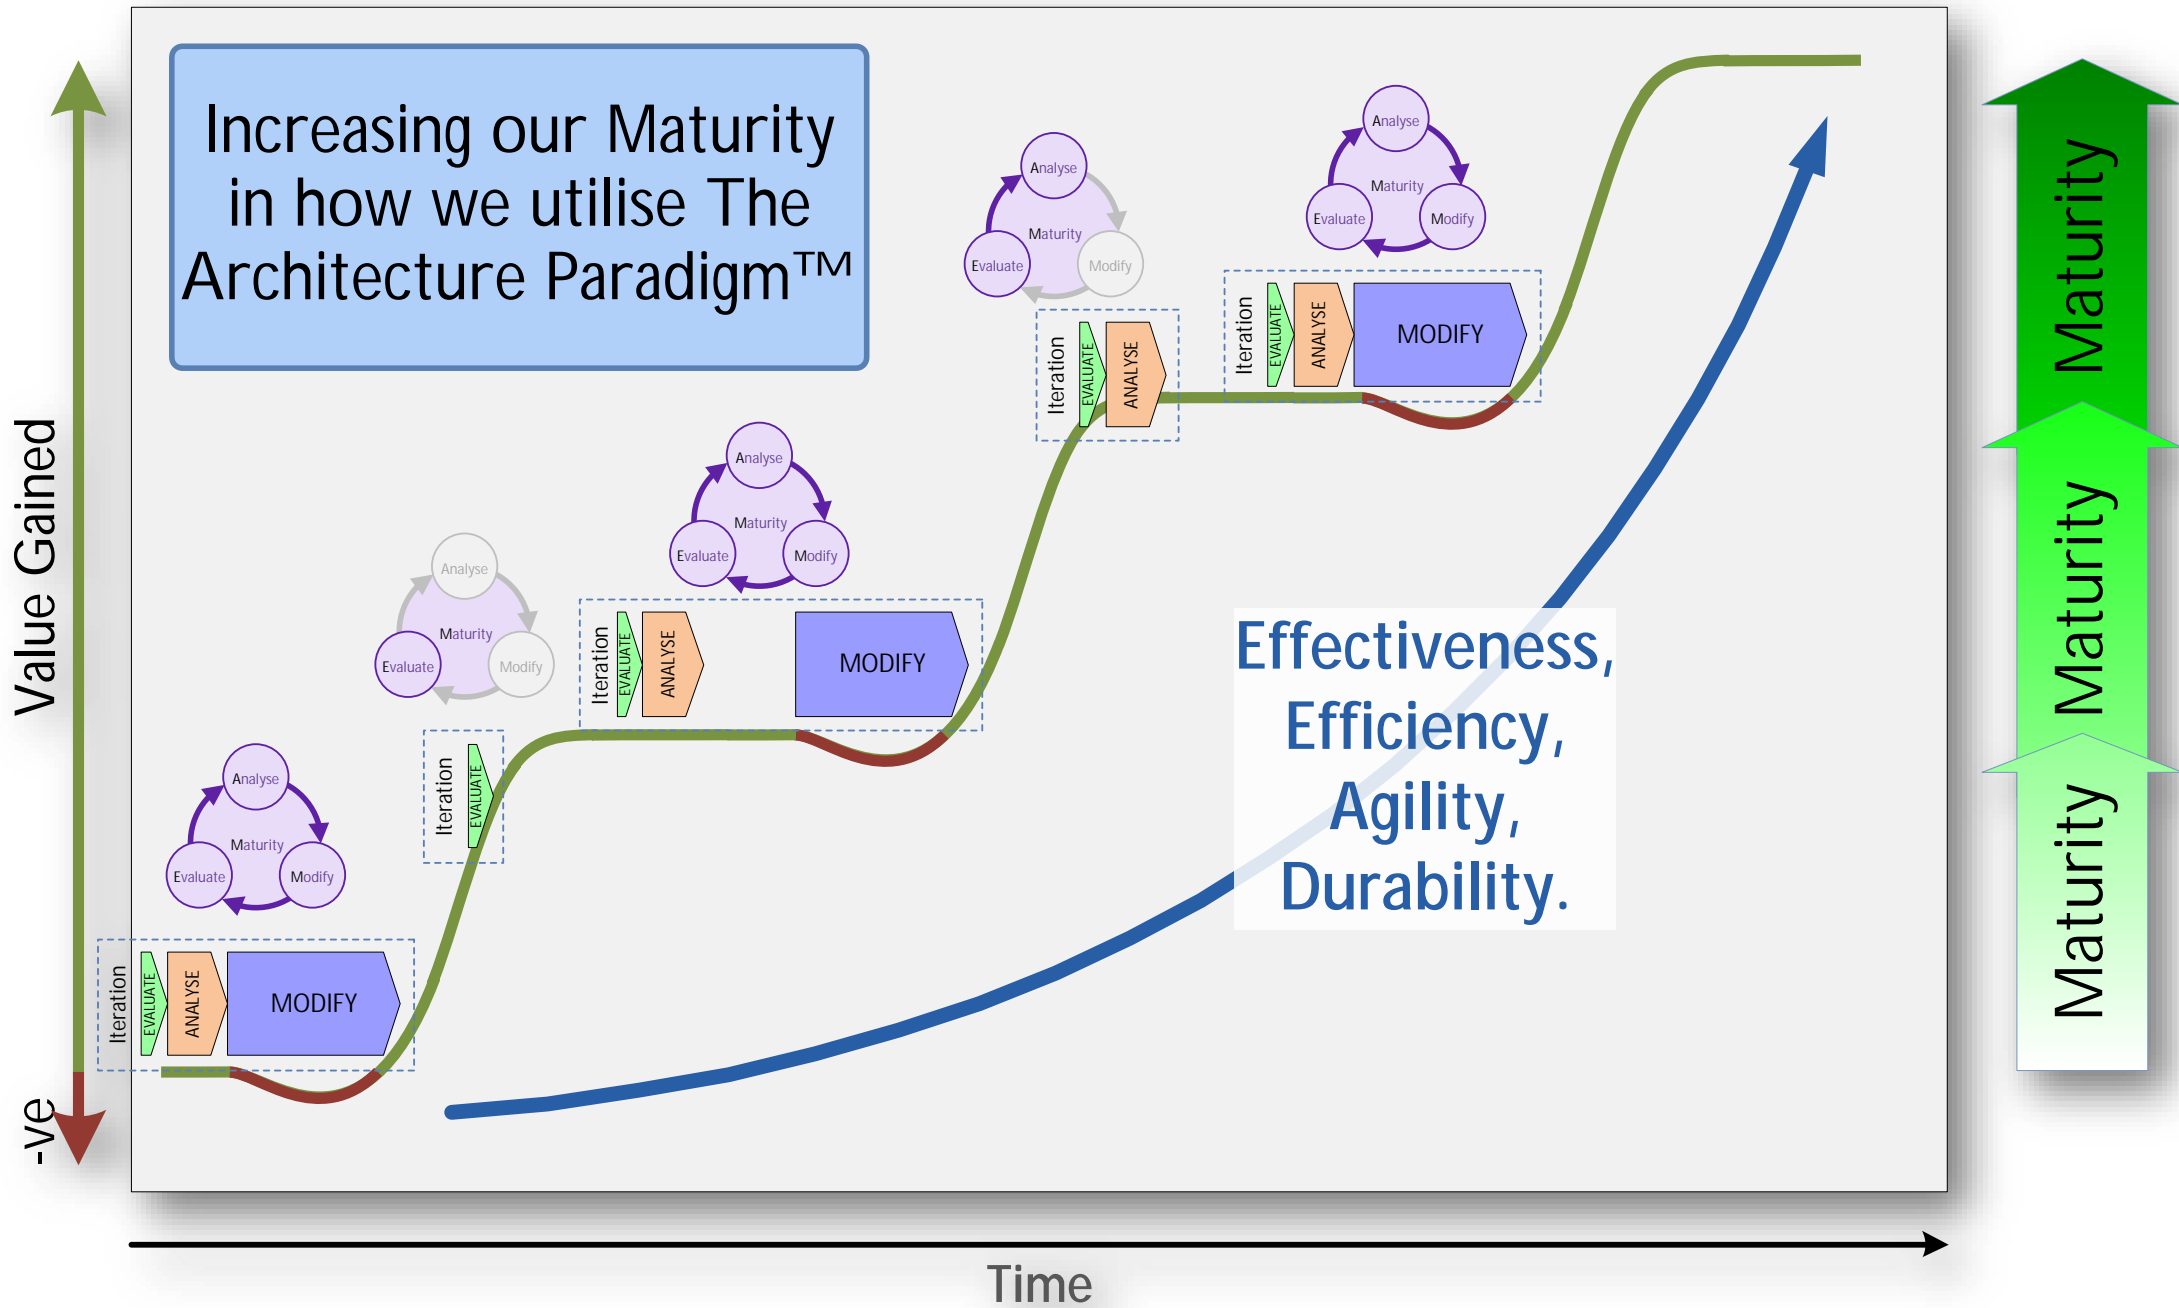 Increasing our Maturity
in how we utilise The
Architecture Paradigm™
Value Gained
-ve
Analyse
Maturity
Evaluate
Modify
Iteration
EVALUATE
ANALYSE
MODIFY
Analyse
Maturity
Evaluate
Modify
Iteration
EVALUATE
Analyse
Maturity
Evaluate
Modify
Iteration
EVALUATE
ANALYSE
MODIFY
Analyse
Maturity
Evaluate
Modify
Iteration
EVALUATE
ANALYSE
Analyse
Maturity
Evaluate
Modify
Iteration
EVALUATE
ANALYSE
MODIFY
Effectiveness,
Efficiency,
Agility,
Durability.
Maturity
Maturity
Maturity
Time